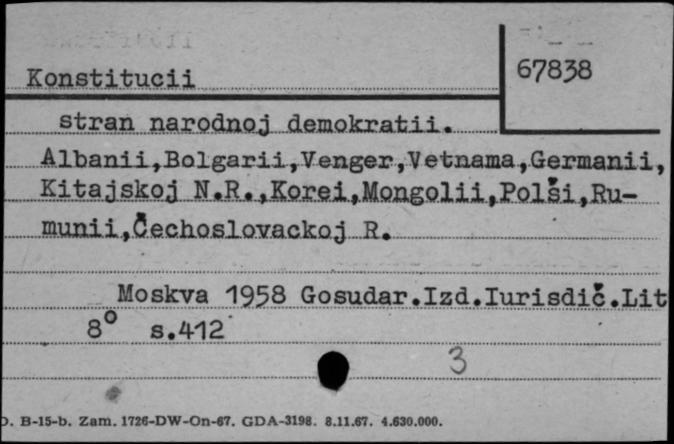 Konstitucii
67838
stran narodnoj demokratii.
Albanii,Bolgarii,Venger,Vetnama,Germanii,
Kitajskoj N.R.,Korei,Mongolii,Polši,Ru-
munii,Čechoslovackoj R.
Moskva 1958 Gosudar.Izd.Iurisdič.Lit
8° s.412
3
B-15-b. Zam. 1726-DW-On-67. GDA-3198. 8.11.67. 4.630.000.